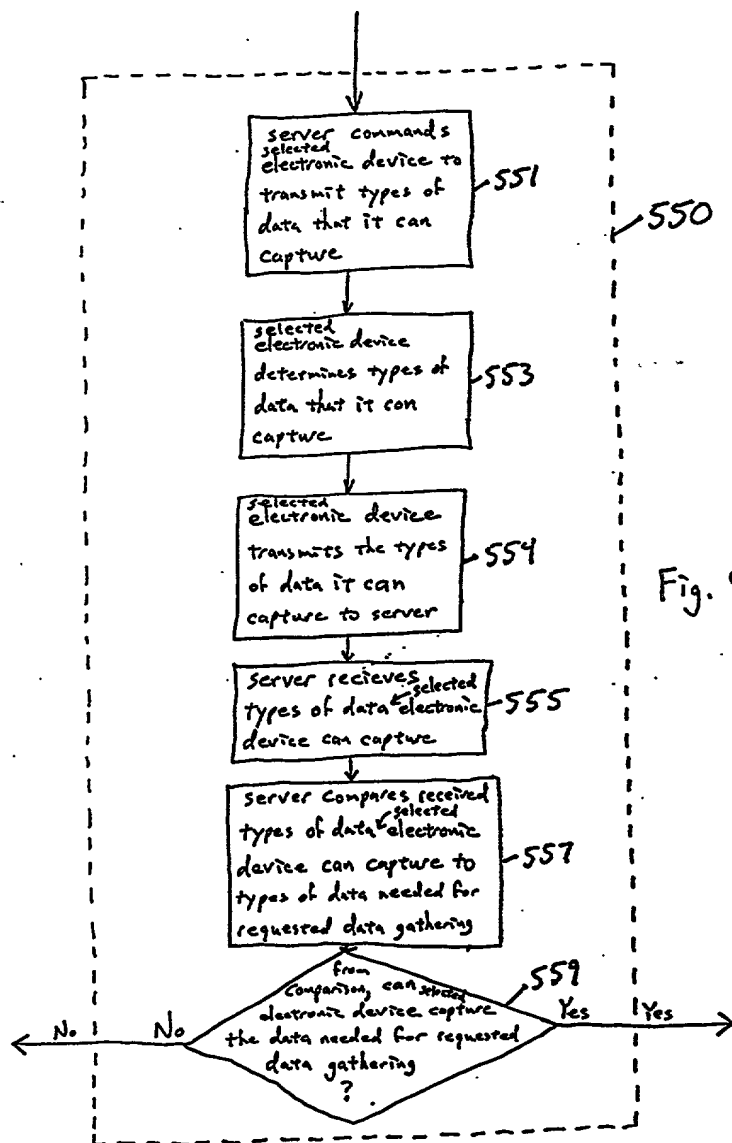 server commands
selected
electronic device to
transmit types of
data that it can
capture
551
550
selected
electronic device
determines types of
data that it can
capture
553
selected
electronic device
transmits the types
of data it can
capture to server
554
Fig.
server recieves
types of data selected electronic
device can capture
555
server compares received
types of data selected electronic
device can capture to
types of data needed for
requested data gathering
557
from
comparison, can selected
electronic device capture
the data needed for requested
data gathering
?
559
No
No
Yes
Yes